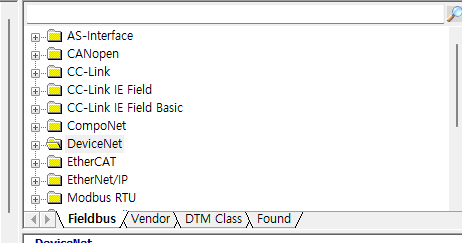 AS-Interface
CANopen
CC-Link
CC-Link IE Field
CC-Link IE Field Basic
CompoNet
DeviceNet
EtherCAT
EtherNet/IP
Modbus RTU
Fieldbus Vendor DTM Class Found
DeviceNet